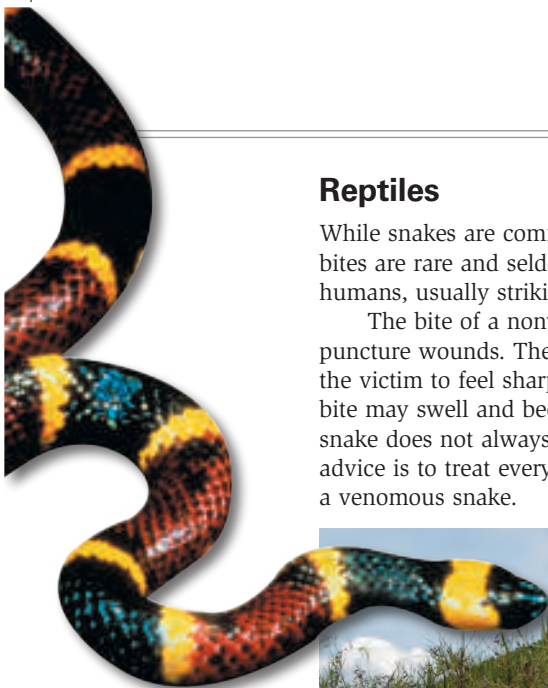 Reptiles
While snakes are com
bites are rare and seld
humans, usually striki
The bite of a non
puncture wounds. The
the victim to feel sharp
bite may swell and be
snake does not always
advice is to treat every
a venomous snake.